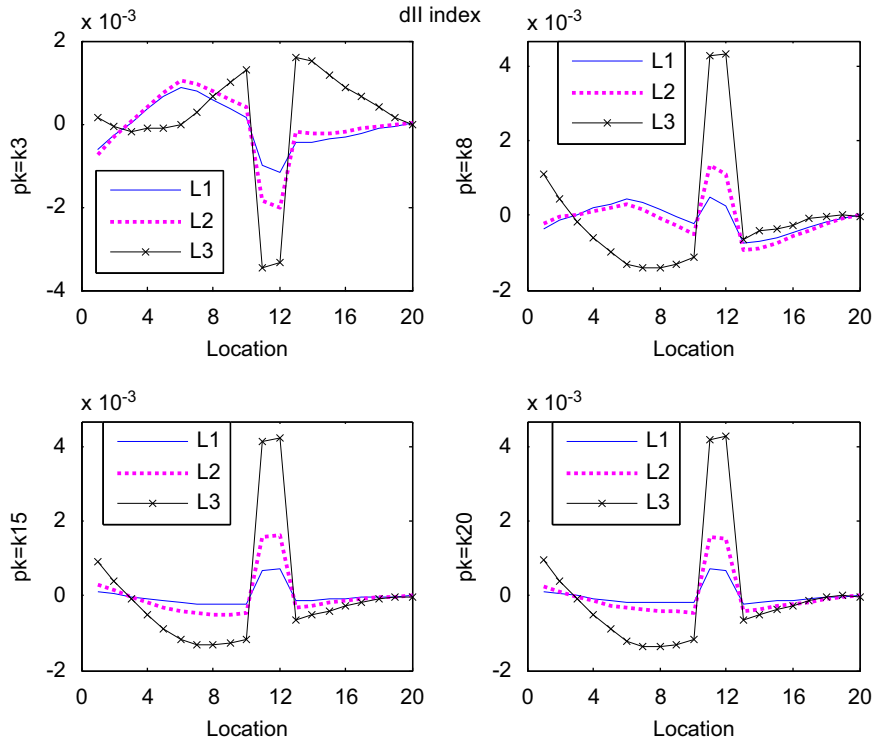 dII index
x 10⁻³
2
0
-2
-4
pk=k3
L1
L2
L3
0 4 8 12 16 20
Location
x 10⁻³
4
2
0
-2
pk=k8
L1
L2
L3
0 4 8 12 16 20
Location
x 10⁻³
4
2
0
-2
pk=k15
L1
L2
L3
0 4 8 12 16 20
Location
x 10⁻³
4
2
0
-2
pk=k20
L1
L2
L3
0 4 8 12 16 20
Location